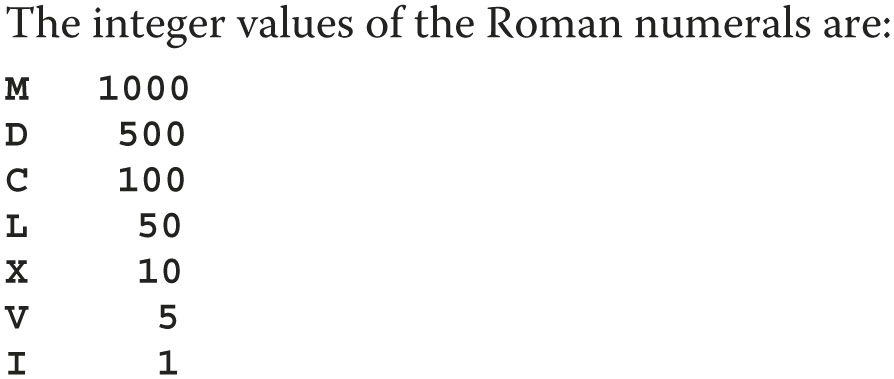 The integer values of the Roman numerals are:
M 1000
D 500
C 100
L 50
X 10
V 5
I 1